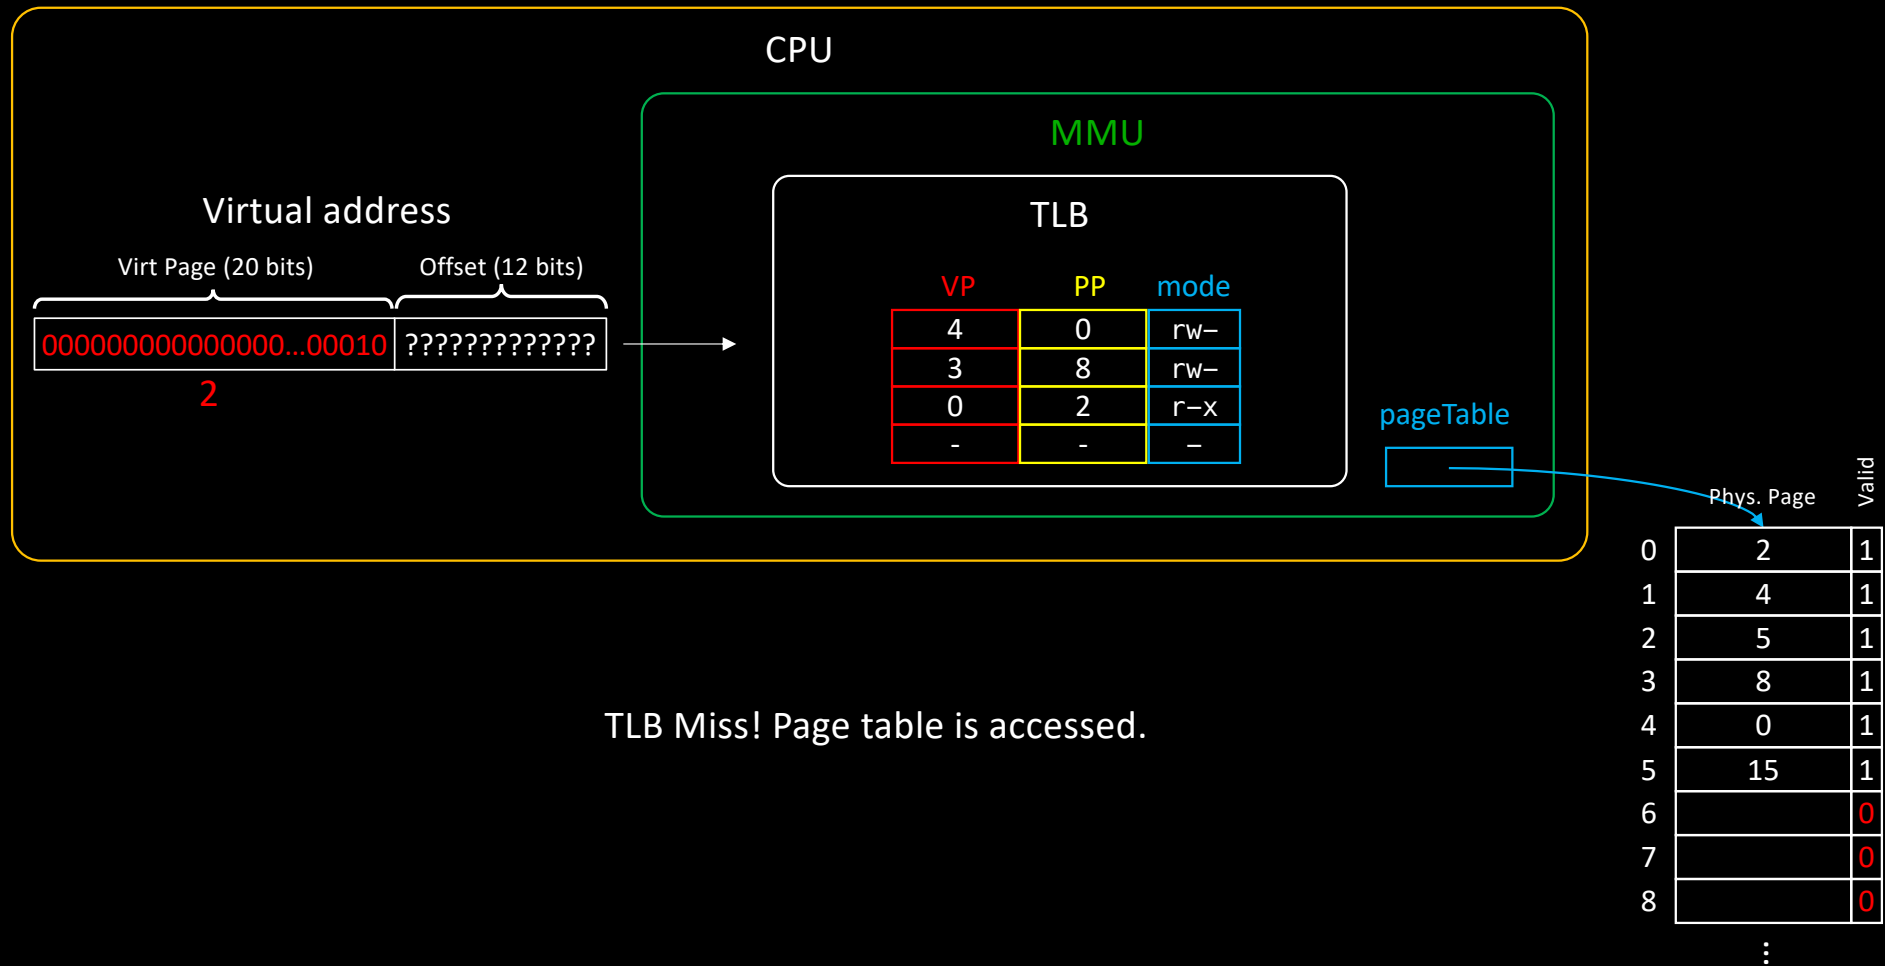 CPU
MMU
TLB
Virtual address
Virt Page (20 bits) Offset (12 bits)
0000000000000000...00010 ?????????????
2
VP PP mode
4 0 rw–
3 8 rw–
0 2 r–x
- - –
pageTable
Phys. Page Valid
0 2 1
1 4 1
2 5 1
3 8 1
4 0 1
5 15 1
6 0
7 0
8 0
...
TLB Miss! Page table is accessed.